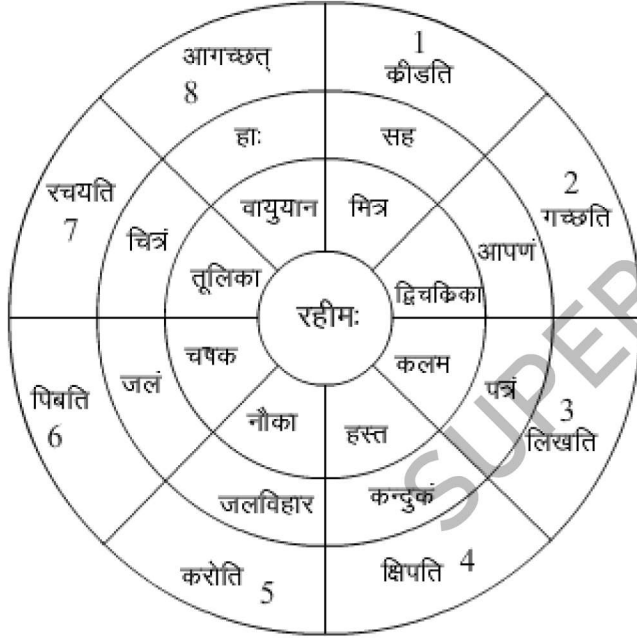 आगच्छत्
8
1
क्रीडति
हाः
सह
रचयति
7
2
गच्छति
वायुयान
मित्र
चित्रं
आपणं
तूलिका
द्विचक्रिका
रहीमः
चषक
कलम
जलं
पत्रं
पिबति
6
3
लिखति
नौका
हस्त
जलविहार
कन्दुकं
करोति 5
क्षिपति 4
SUPER